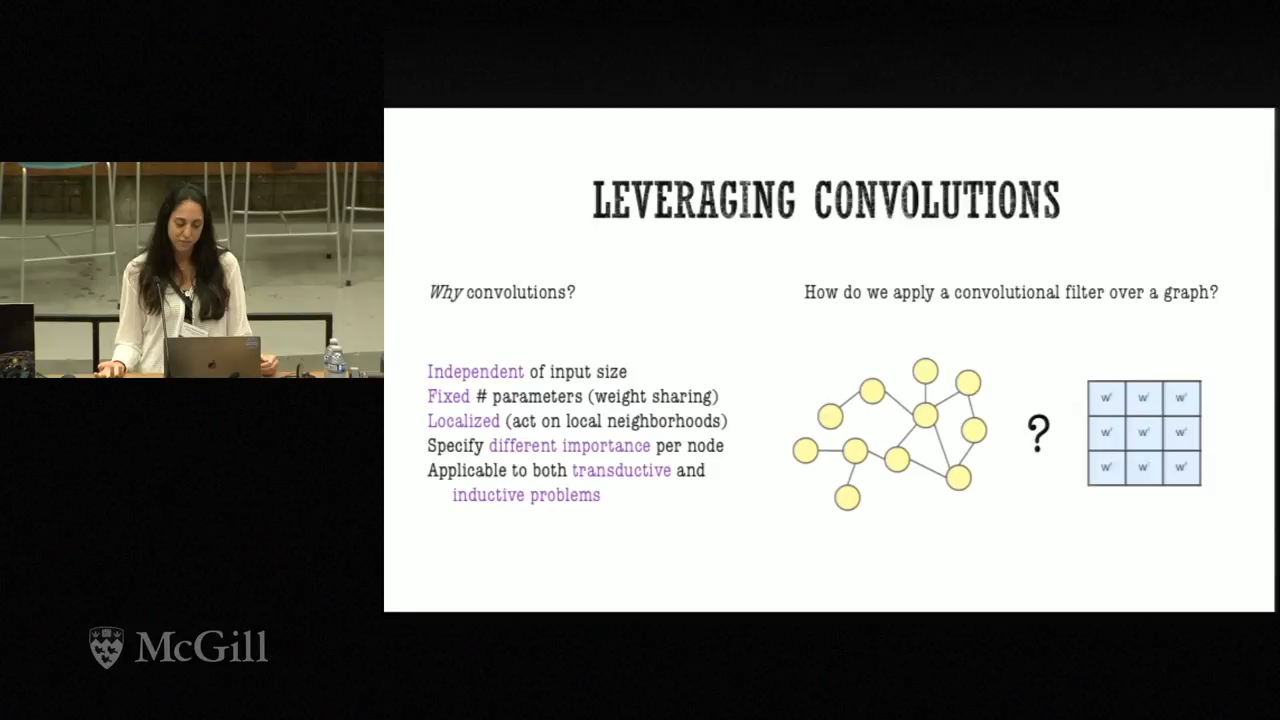 LEVERAGING CONVOLUTIONS
Why convolutions?
Independent of input size
Fixed # parameters (weight sharing)
Localized (act on local neighborhoods)
Specify different importance per node
Applicable to both transductive and
inductive problems
How do we apply a convolutional filter over a graph?
?
McGill